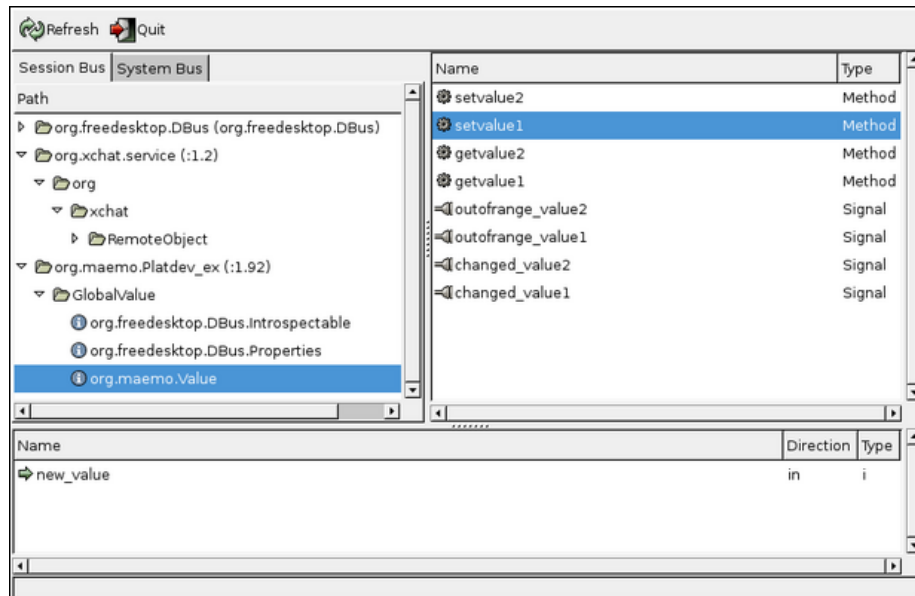 Refresh Quit
Session Bus System Bus
Path
org.freedesktop.DBus (org.freedesktop.DBus)
org.xchat.service (:1.2)
org
xchat
RemoteObject
org.maemo.Platdev_ex (:1.92)
GlobalValue
org.freedesktop.DBus.Introspectable
org.freedesktop.DBus.Properties
org.maemo.Value
Name Type
setvalue2 Method
setvalue1 Method
getvalue2 Method
getvalue1 Method
outofrange_value2 Signal
outofrange_value1 Signal
changed_value2 Signal
changed_value1 Signal
Name Direction Type
new_value in i